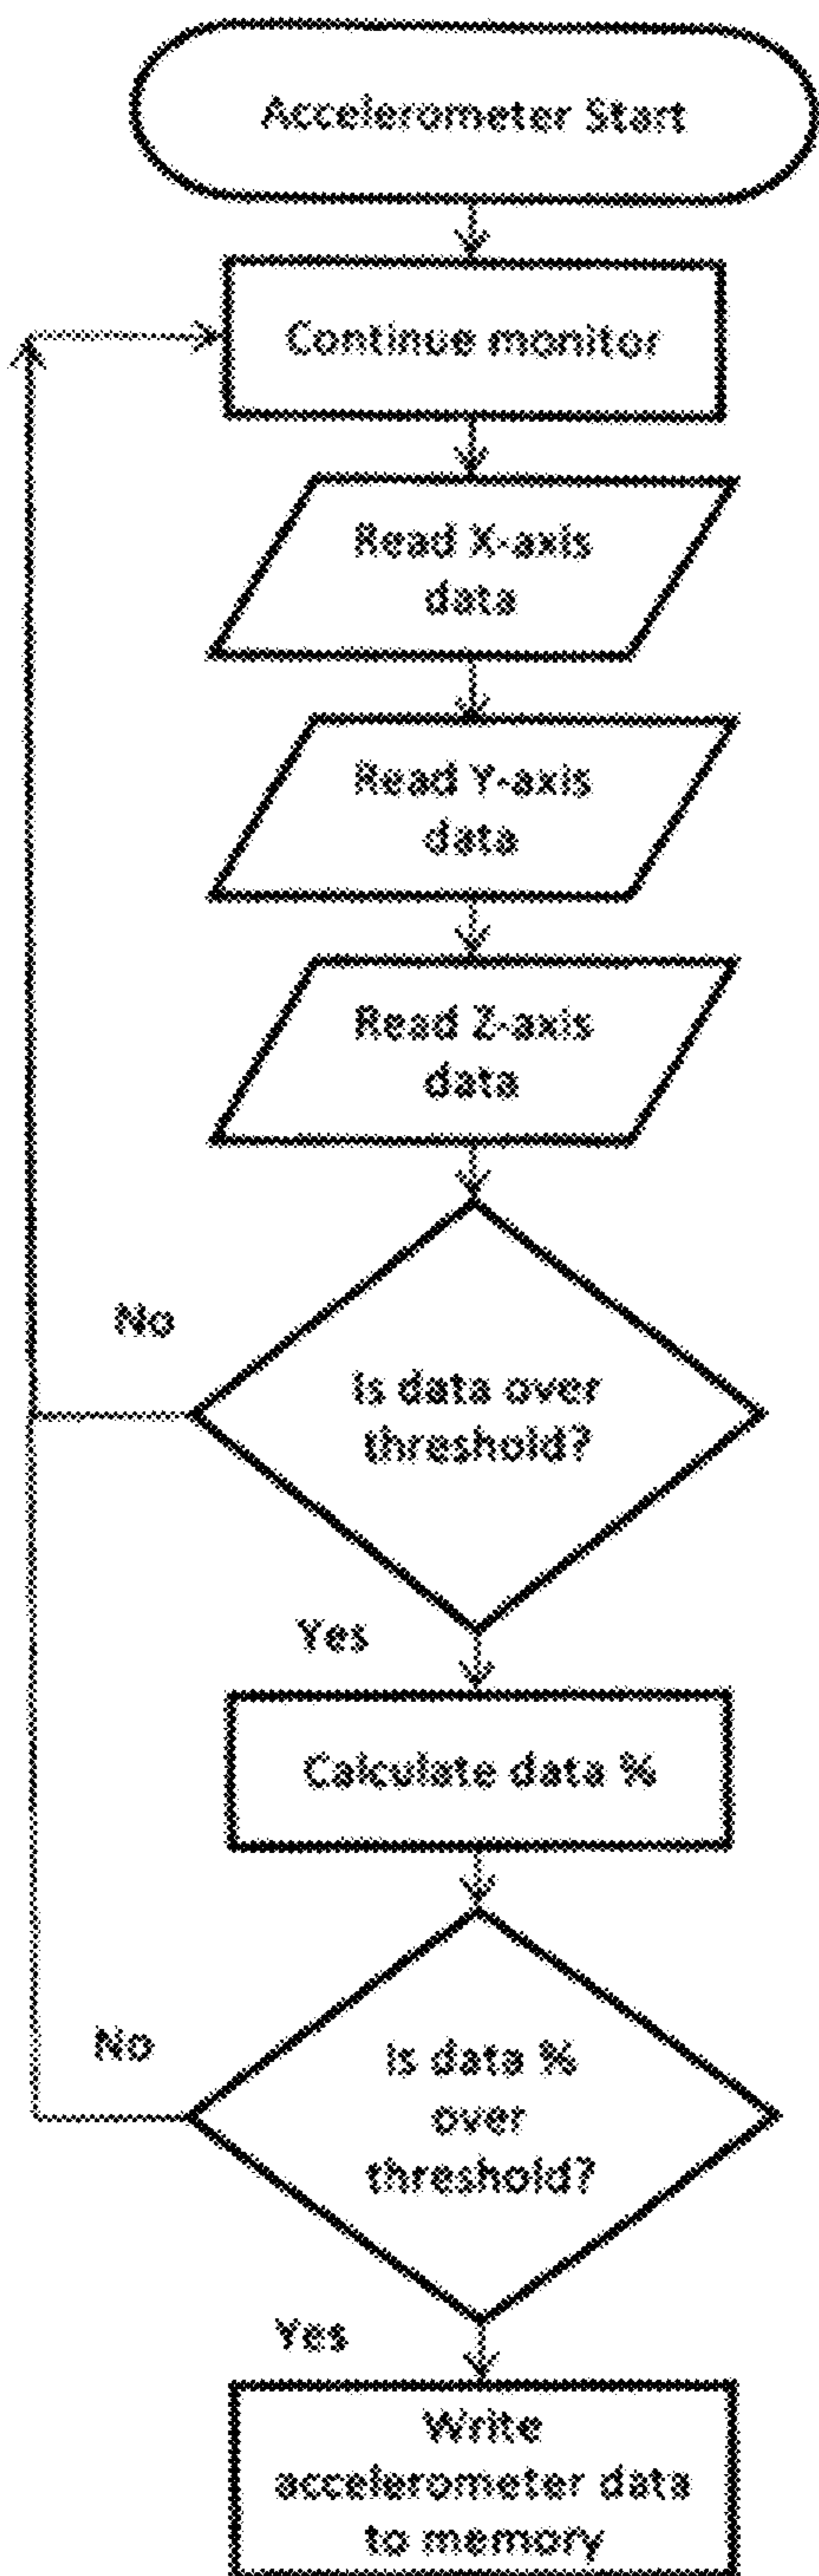 Accelerometer Start
Continue monitor
Read X-axis
data
Read Y-axis
data
Read Z-axis
data
No
Is data over
threshold?
Yes
Calculate data %
No
Is data %
over
threshold?
Yes
Write
accelerometer data
to memory